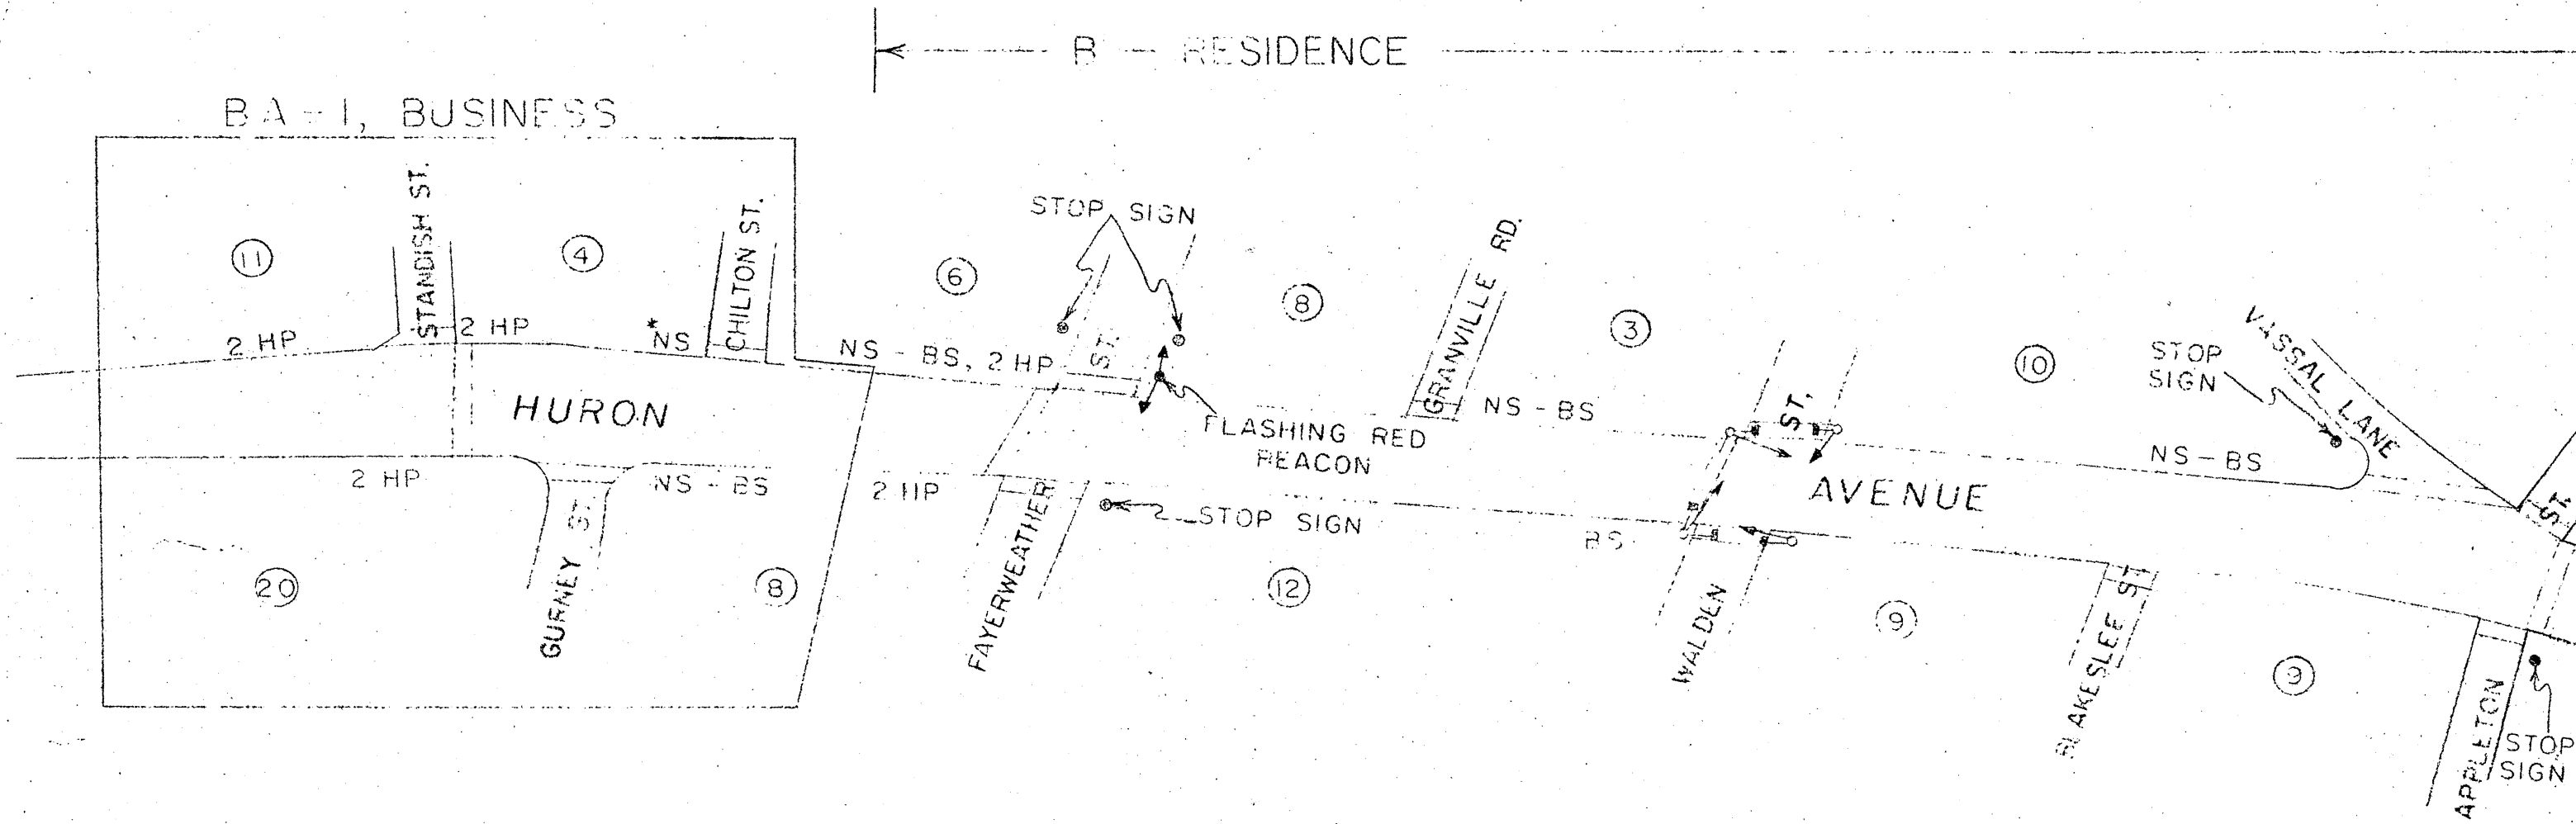 B - RESIDENCE
BA-1, BUSINESS
STANDISH ST.
CHILTON ST.
STOP SIGN
GRANVILLE RD.
11
4
6
8
3
10
VASSAL LANE
STOP
SIGN
2 HP
2 HP
*NS
NS - BS, 2 HP
ST.
NS - BS
ST.
NS - BS
ST.
HURON
FLASHING RED
BEACON
AVENUE
2 HP
NS - BS
2 HP
STOP SIGN
BS
GURNEY ST.
FAYERWEATHER
WALDEN
BLAKESLEE ST.
APPLETON
20
8
12
9
9
STOP
SIGN